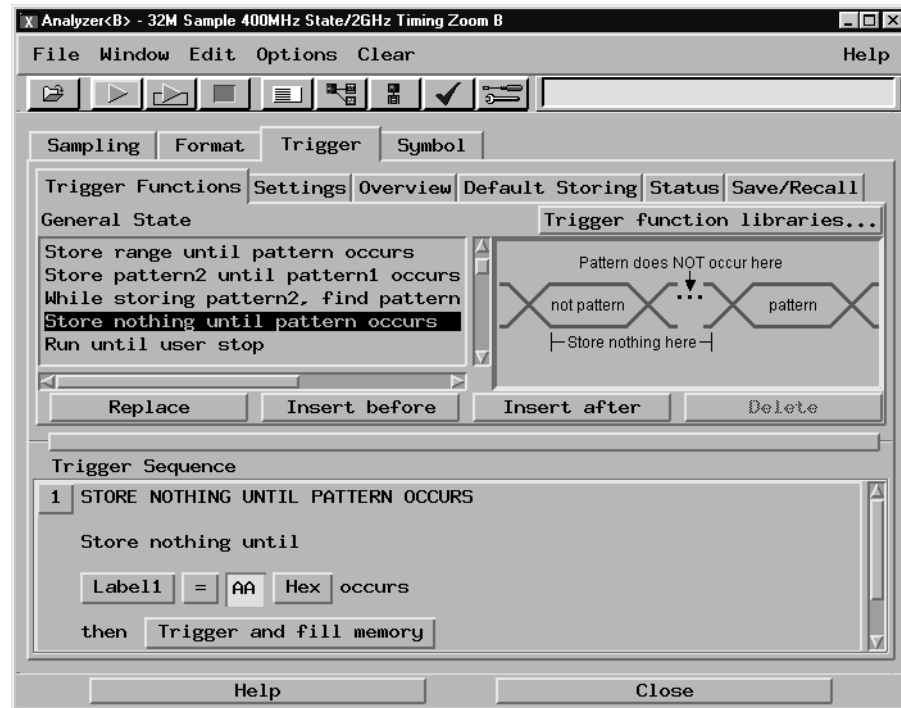 X Analyzer<B> - 32M Sample 400MHz State/2GHz Timing Zoom B
File Window Edit Options Clear Help
Sampling Format Trigger Symbol
Trigger Functions Settings Overview Default Storing Status Save/Recall
General State Trigger function libraries...
Store range until pattern occurs
Store pattern2 until pattern1 occurs
While storing pattern2, find pattern
Store nothing until pattern occurs
Run until user stop
Pattern does NOT occur here
not pattern ... pattern
Store nothing here
Replace Insert before Insert after Delete
Trigger Sequence
1 STORE NOTHING UNTIL PATTERN OCCURS
Store nothing until
Label1 = AA Hex occurs
then Trigger and fill memory
Help Close